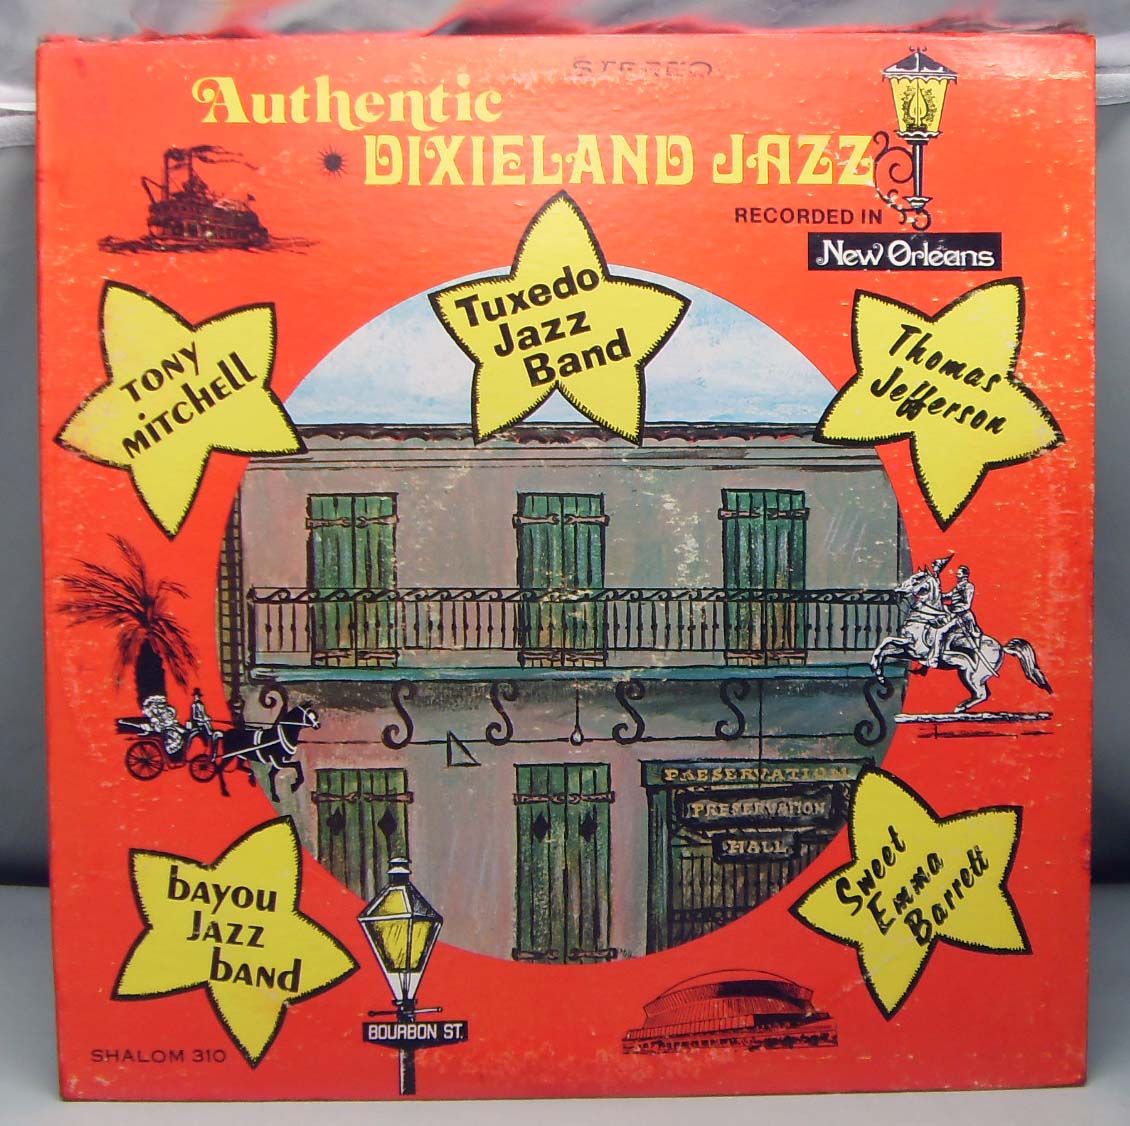 STEREO
Authentic
DIXIELAND JAZZ
RECORDED IN
New Orleans
Tuxedo
Jazz
Band
TONY
MiTCHELL
Thomas
Jefferson
PRESERVATION
PRESERVATION
HALL
Sweet
Emma
Barrett
bAYOU
JAZZ
bAND
BOURBON ST.
SHALOM 310